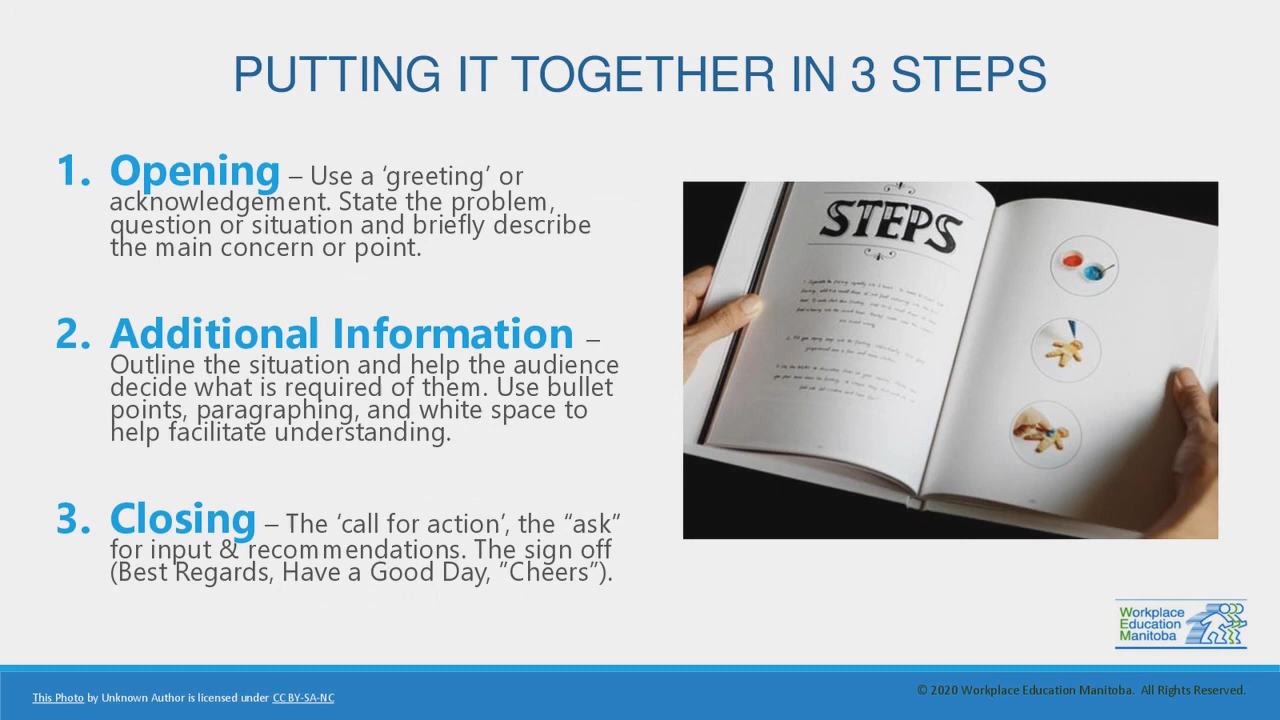 PUTTING IT TOGETHER IN 3 STEPS
1. Opening – Use a ‘greeting’ or
acknowledgement. State the problem,
question or situation and briefly describe
the main concern or point.
2. Additional Information –
Outline the situation and help the audience
decide what is required of them. Use bullet
points, paragraphing, and white space to
help facilitate understanding.
3. Closing – The ‘call for action’, the “ask”
for input & recommendations. The sign off
(Best Regards, Have a Good Day, ”Cheers”).
STEPS
Workplace
Education
Manitoba
This Photo by Unknown Author is licensed under CC BY-SA-NC
© 2020 Workplace Education Manitoba. All Rights Reserved.